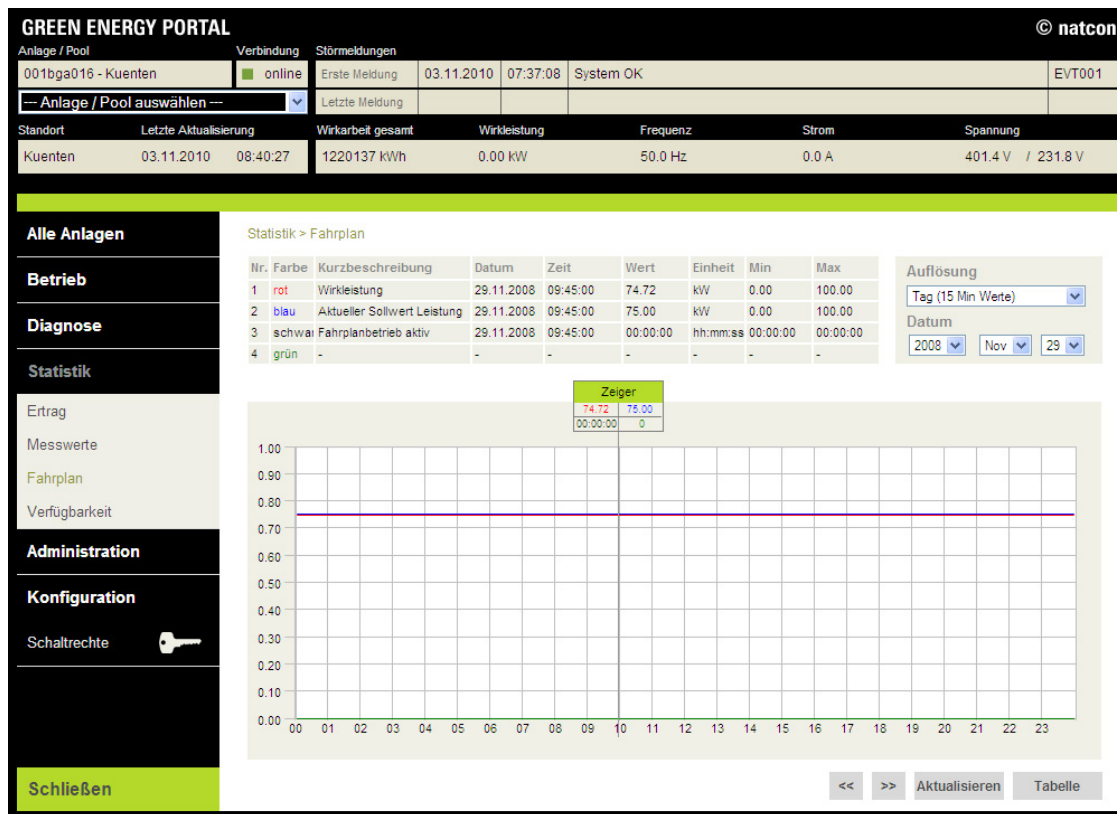 GREEN ENERGY PORTAL © natcon
Anlage / Pool Verbindung Störmeldungen
001bga016 - Kuenten online Erste Meldung 03.11.2010 07:37:08 System OK EVT001
--- Anlage / Pool auswählen --- Letzte Meldung
Standort Letzte Aktualisierung Wirkarbeit gesamt Wirkleistung Frequenz Strom Spannung
Kuenten 03.11.2010 08:40:27 1220137 kWh 0.00 kW 50.0 Hz 0.0 A 401.4 V / 231.8 V
Alle Anlagen
Betrieb
Diagnose
Statistik
Ertrag
Messwerte
Fahrplan
Verfügbarkeit
Administration
Konfiguration
Schaltrechte
Schließen
Statistik > Fahrplan
Nr. Farbe Kurzbeschreibung Datum Zeit Wert Einheit Min Max
1 rot Wirkleistung 29.11.2008 09:45:00 74.72 kW 0.00 100.00
2 blau Aktueller Sollwert Leistung 29.11.2008 09:45:00 75.00 kW 0.00 100.00
3 schwar Fahrplanbetrieb aktiv 29.11.2008 09:45:00 00:00:00 hh:mm:ss 00:00:00 00:00:00
4 grün - - - - - - -
Auflösung
Tag (15 Min Werte)
Datum
2008 Nov 29
Zeiger
74.72 75.00
00:00:00 0
1.00
0.90
0.80
0.70
0.60
0.50
0.40
0.30
0.20
0.10
0.00
00 01 02 03 04 05 06 07 08 09 10 11 12 13 14 15 16 17 18 19 20 21 22 23
<< >> Aktualisieren Tabelle